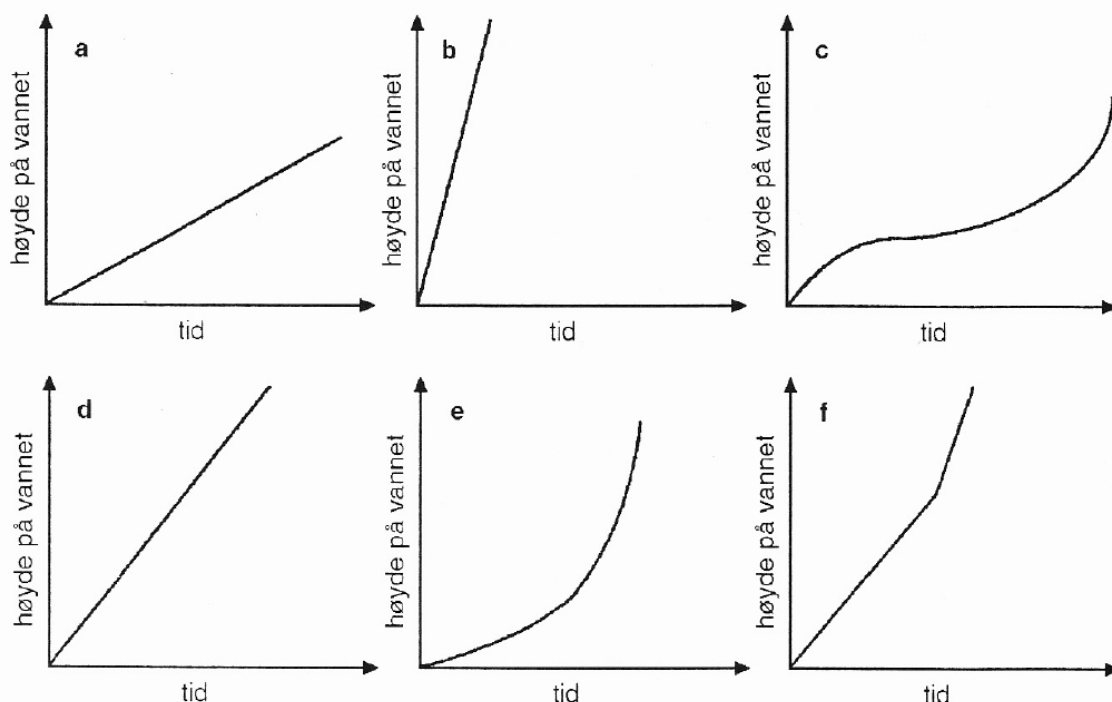 a
høyde på vannet
tid
b
høyde på vannet
tid
c
høyde på vannet
tid
d
høyde på vannet
tid
e
høyde på vannet
tid
f
høyde på vannet
tid